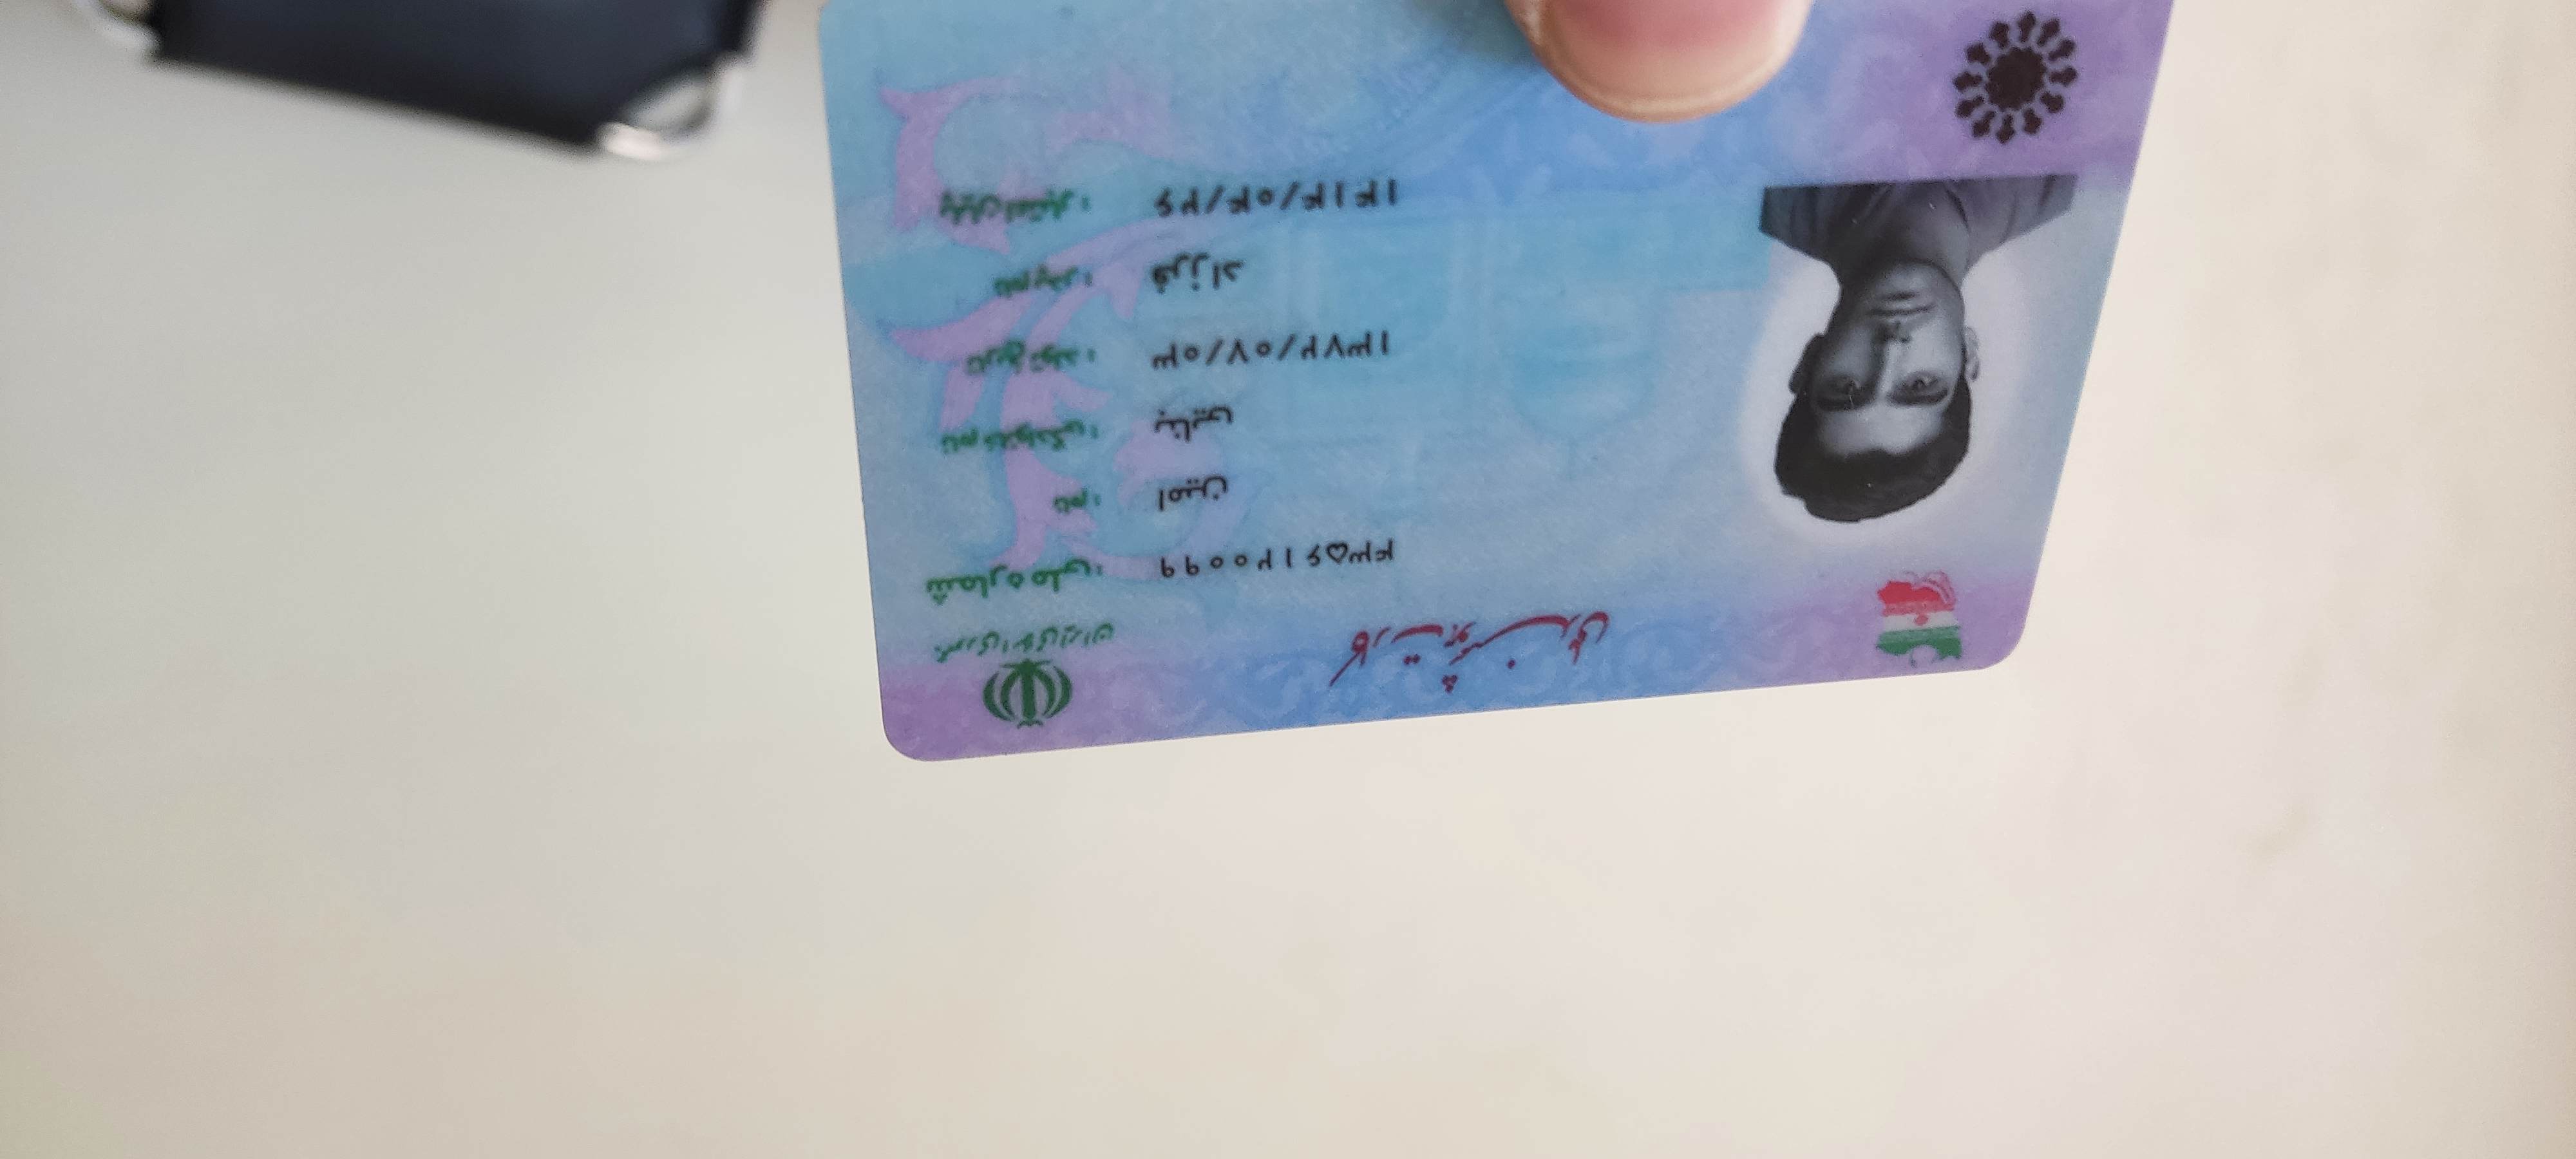 جمهوری اسلامی ایران
کارت هوشمند ملی
شماره ملی: ۴۳۵۶۱۲۰۰۹۹
نام: امین
نام خانوادگی: بنایی
تاریخ تولد: ۱۳۷۲/۰۷/۰۳
نام پدر: فرزاد
پایان اعتبار: ۱۴۱۴/۰۴/۲۶